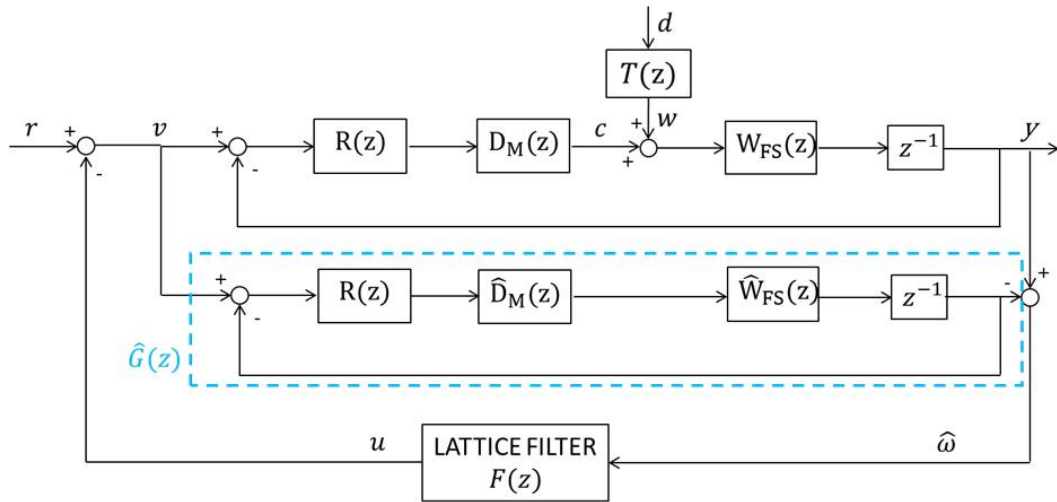 d
T(z)
r + - v + - R(z) D_M(z) c + + w W_FS(z) z⁻¹ y
+ - R(z) D̂_M(z) Ŵ_FS(z) z⁻¹ - +
Ĝ(z)
u LATTICE FILTER ω̂
F(z)